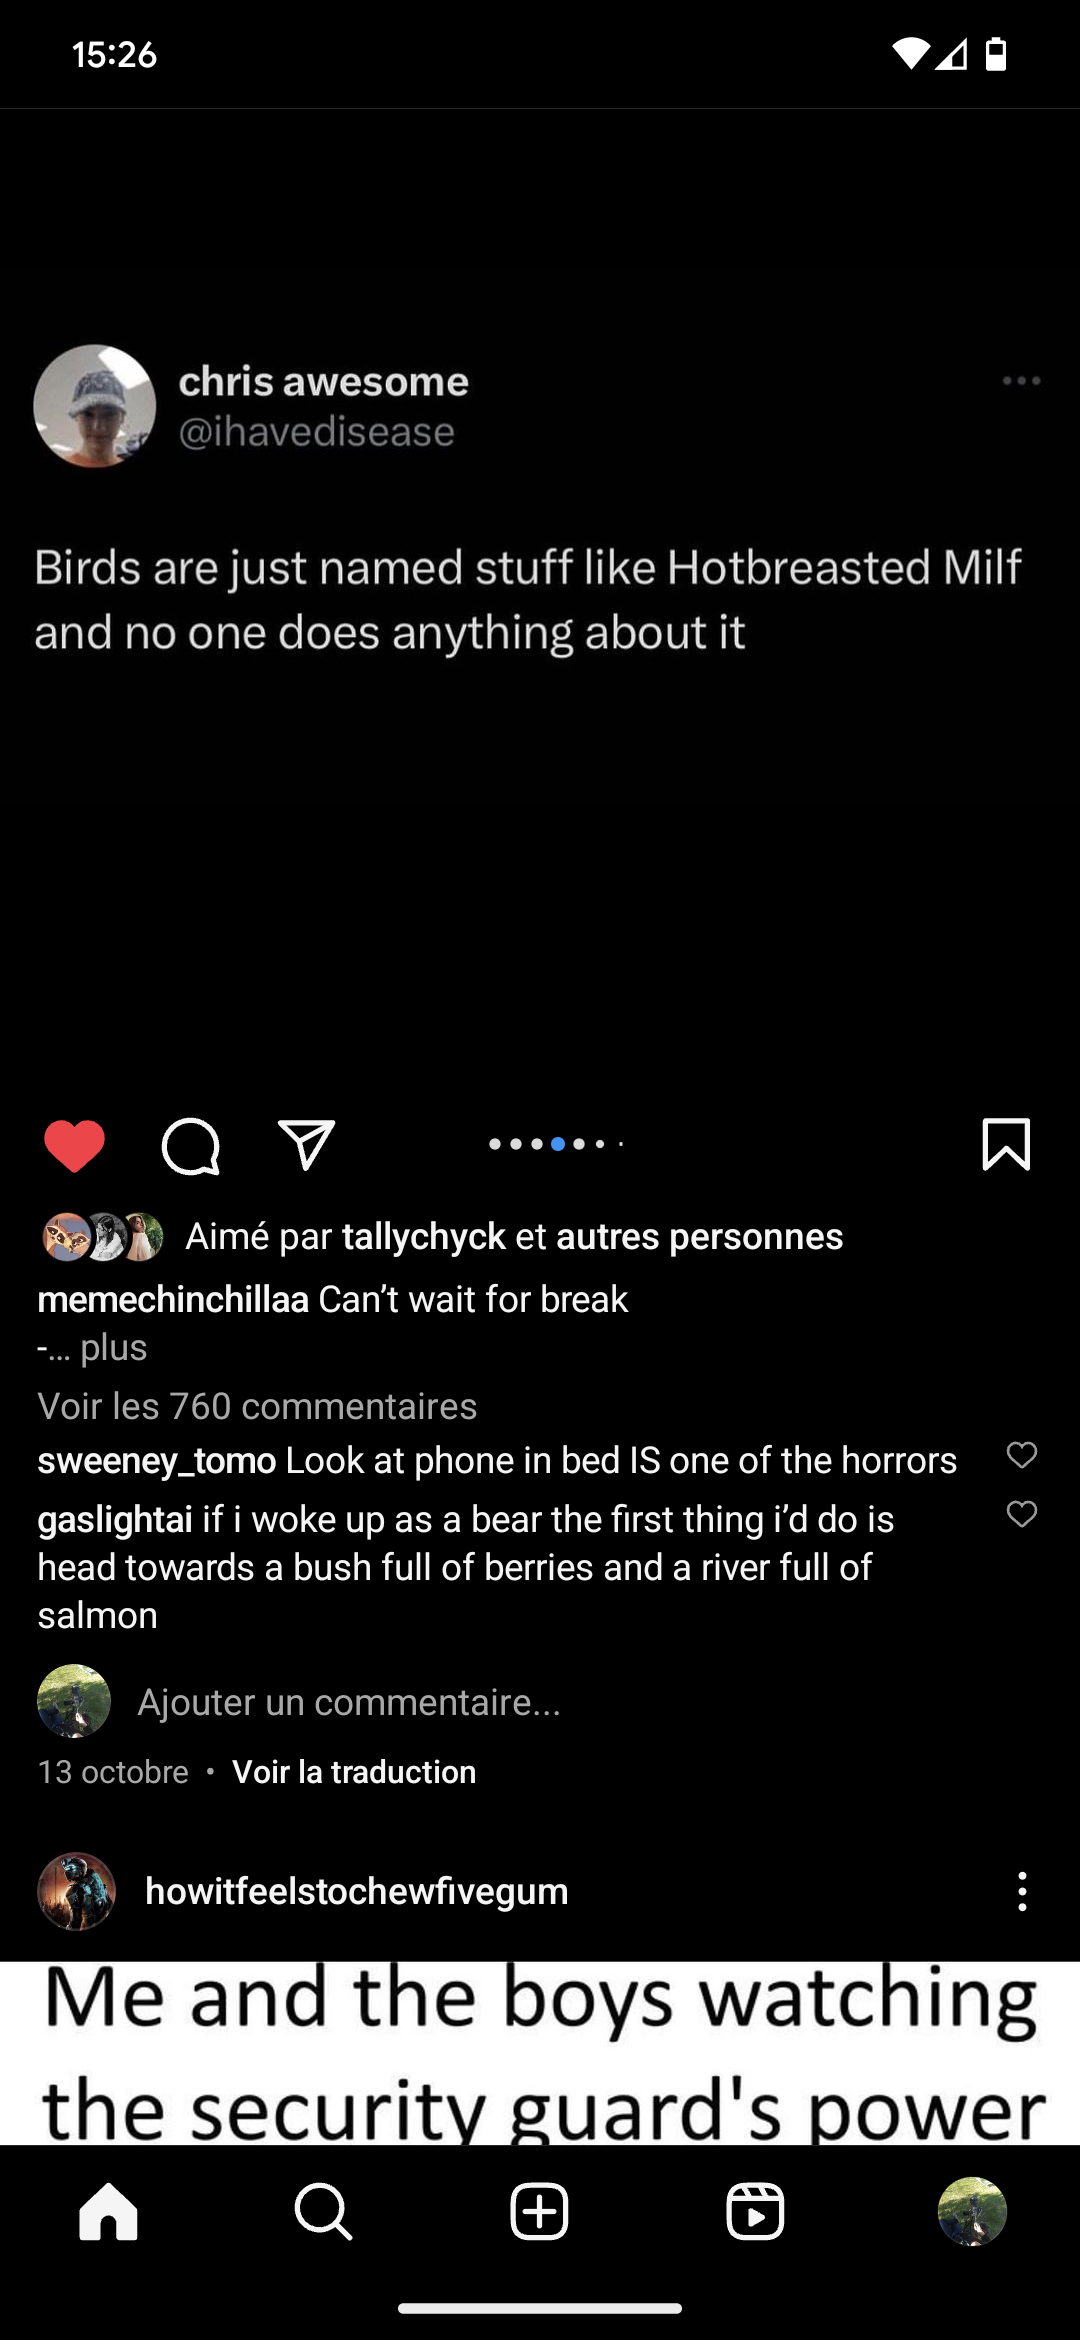 15:26
chris awesome
@ihavedisease
Birds are just named stuff like Hotbreasted Milf
and no one does anything about it
Aimé par tallychyck et autres personnes
memechinchillaa Can’t wait for break
-... plus
Voir les 760 commentaires
sweeney_tomo Look at phone in bed IS one of the horrors
gaslightai if i woke up as a bear the first thing i’d do is
head towards a bush full of berries and a river full of
salmon
Ajouter un commentaire...
13 octobre • Voir la traduction
howitfeelstochewfivegum
Me and the boys watching
the security guard's power